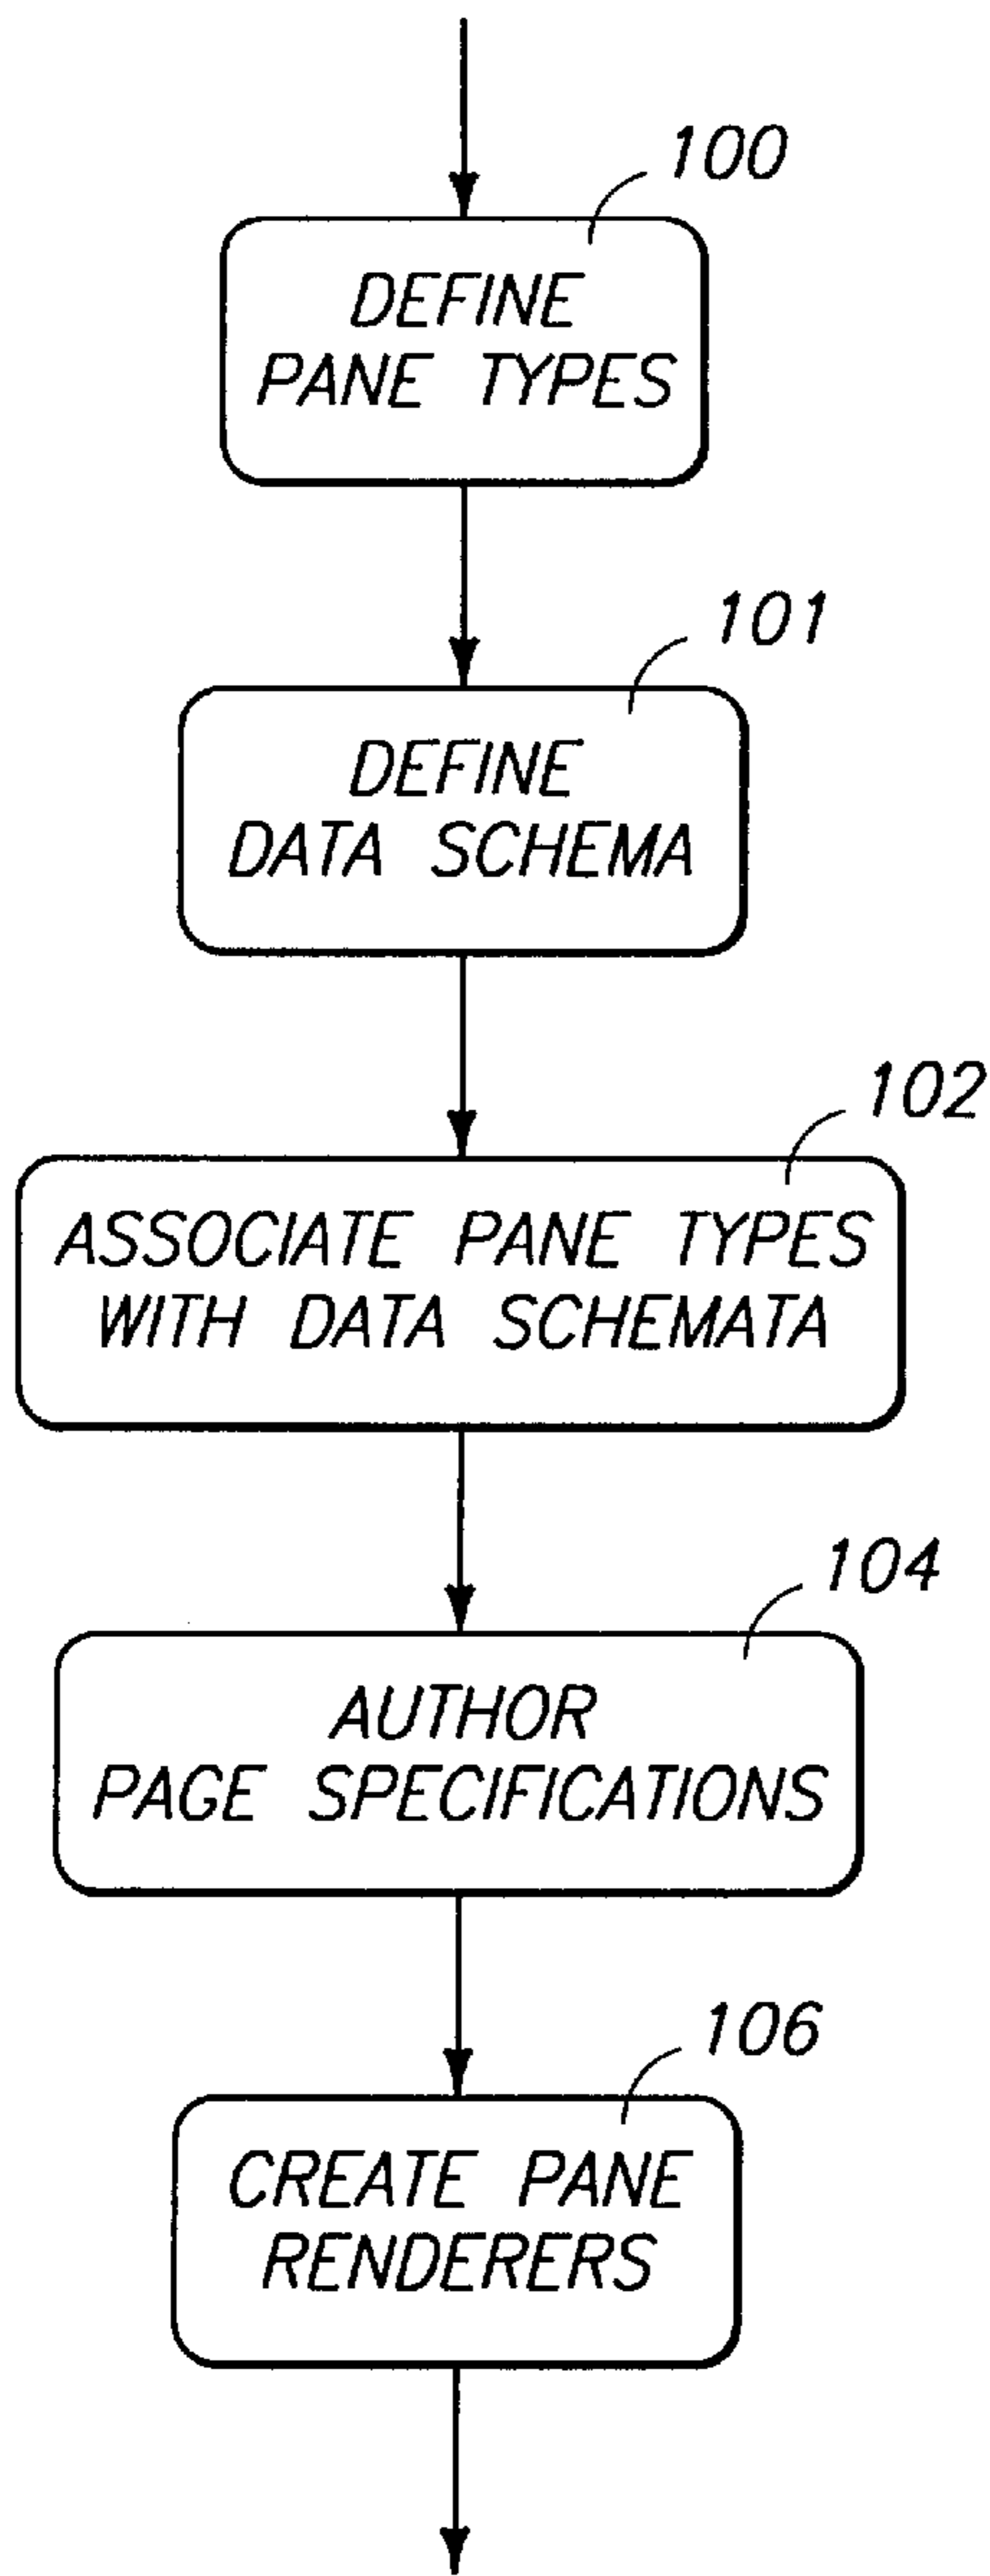 100
DEFINE
PANE TYPES
101
DEFINE
DATA SCHEMA
102
ASSOCIATE PANE TYPES
WITH DATA SCHEMATA
104
AUTHOR
PAGE SPECIFICATIONS
106
CREATE PANE
RENDERERS